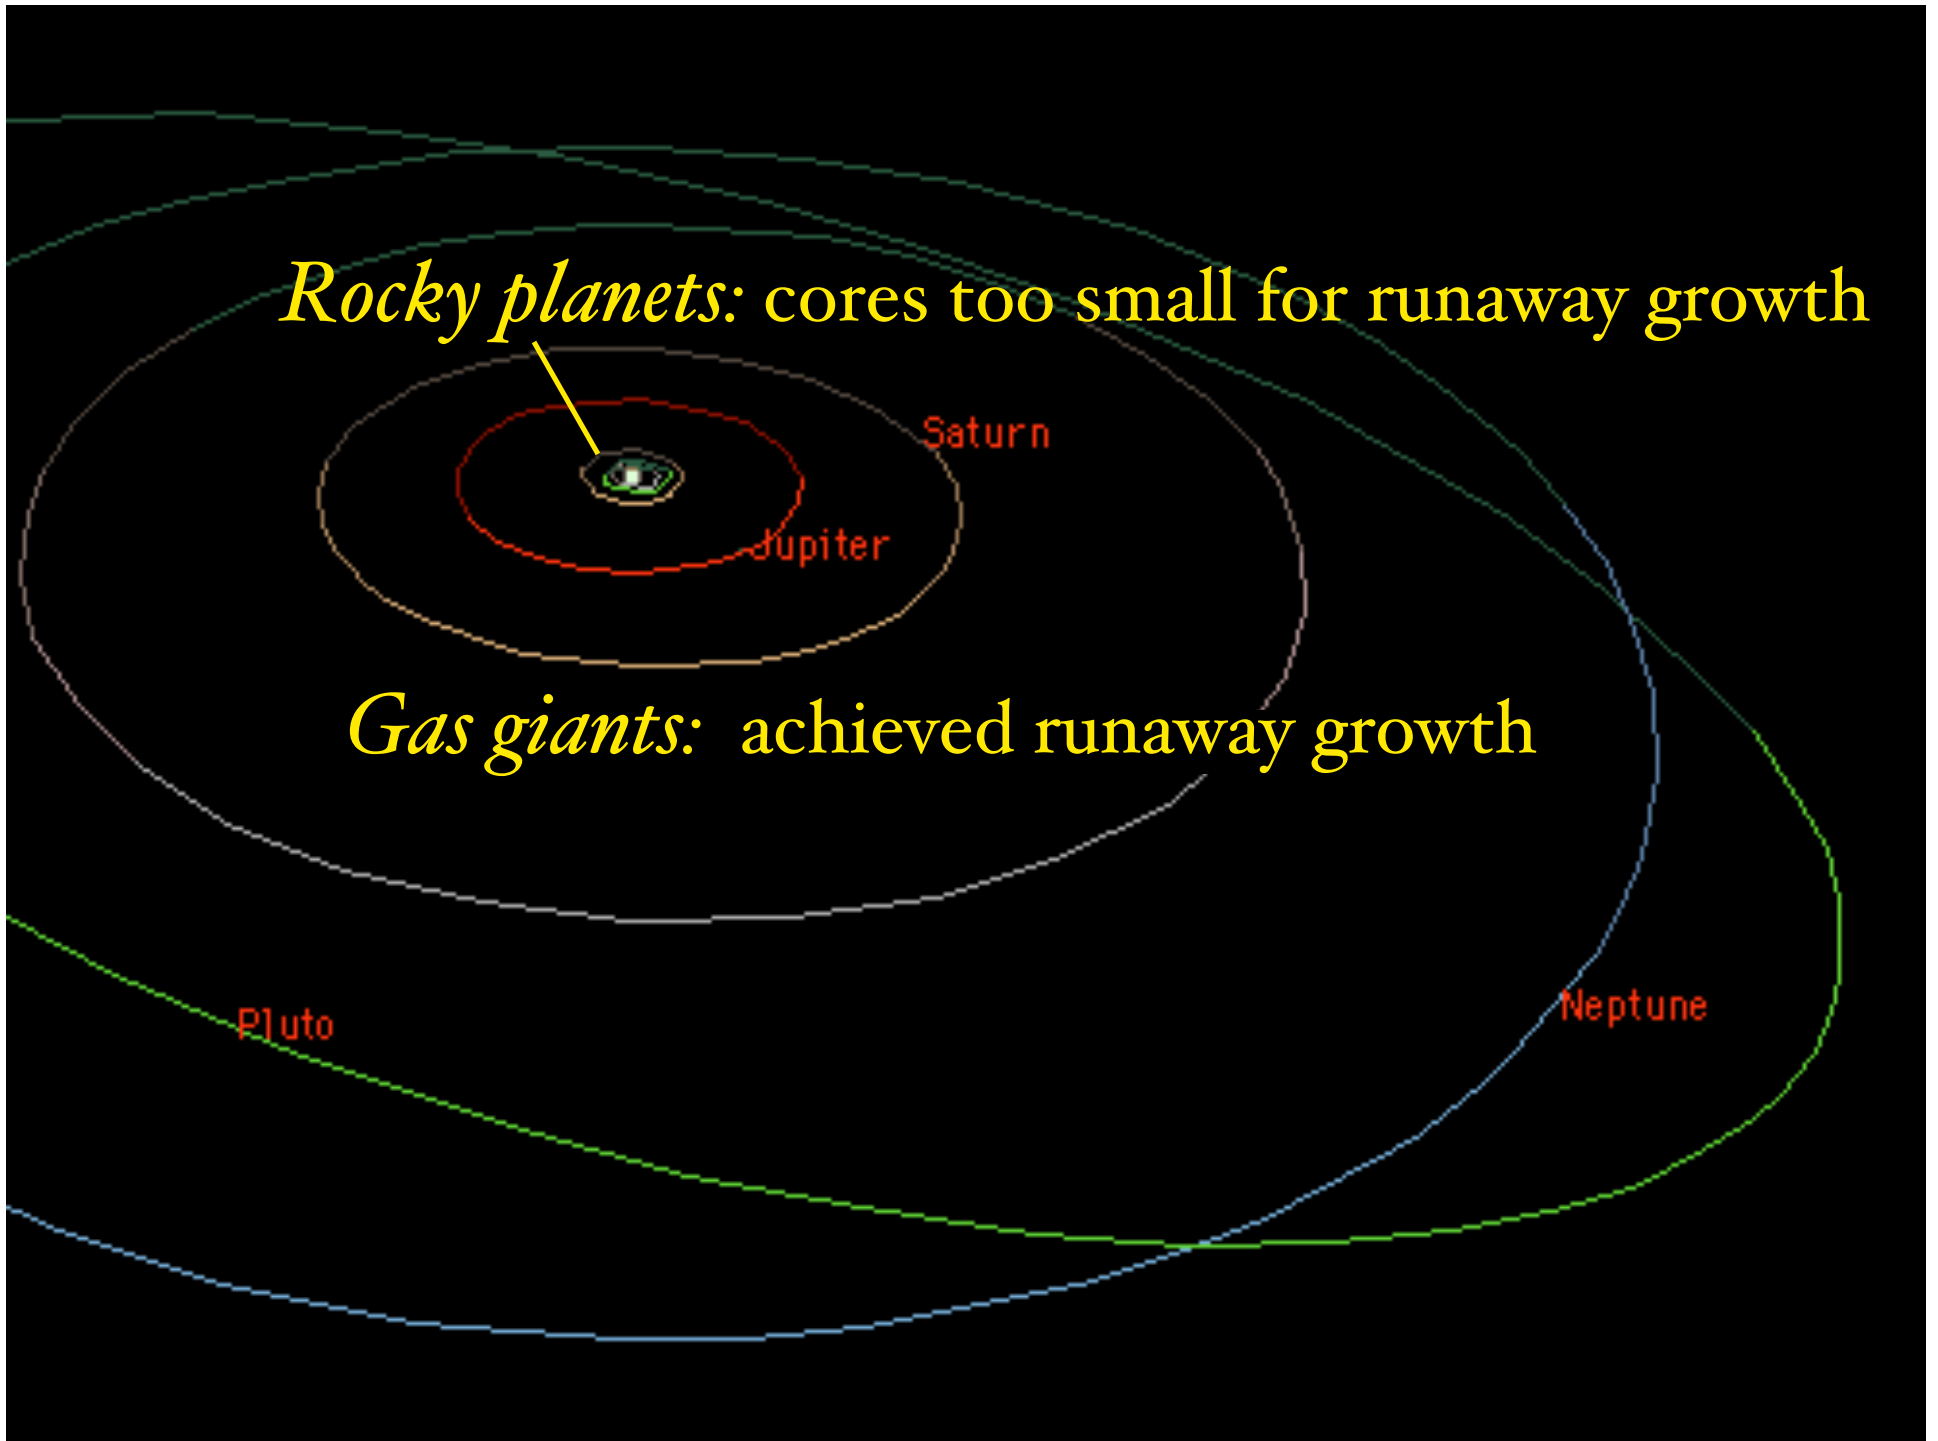 Rocky planets: cores too small for runaway growth
Saturn
Jupiter
Gas giants: achieved runaway growth
Neptune
Pluto